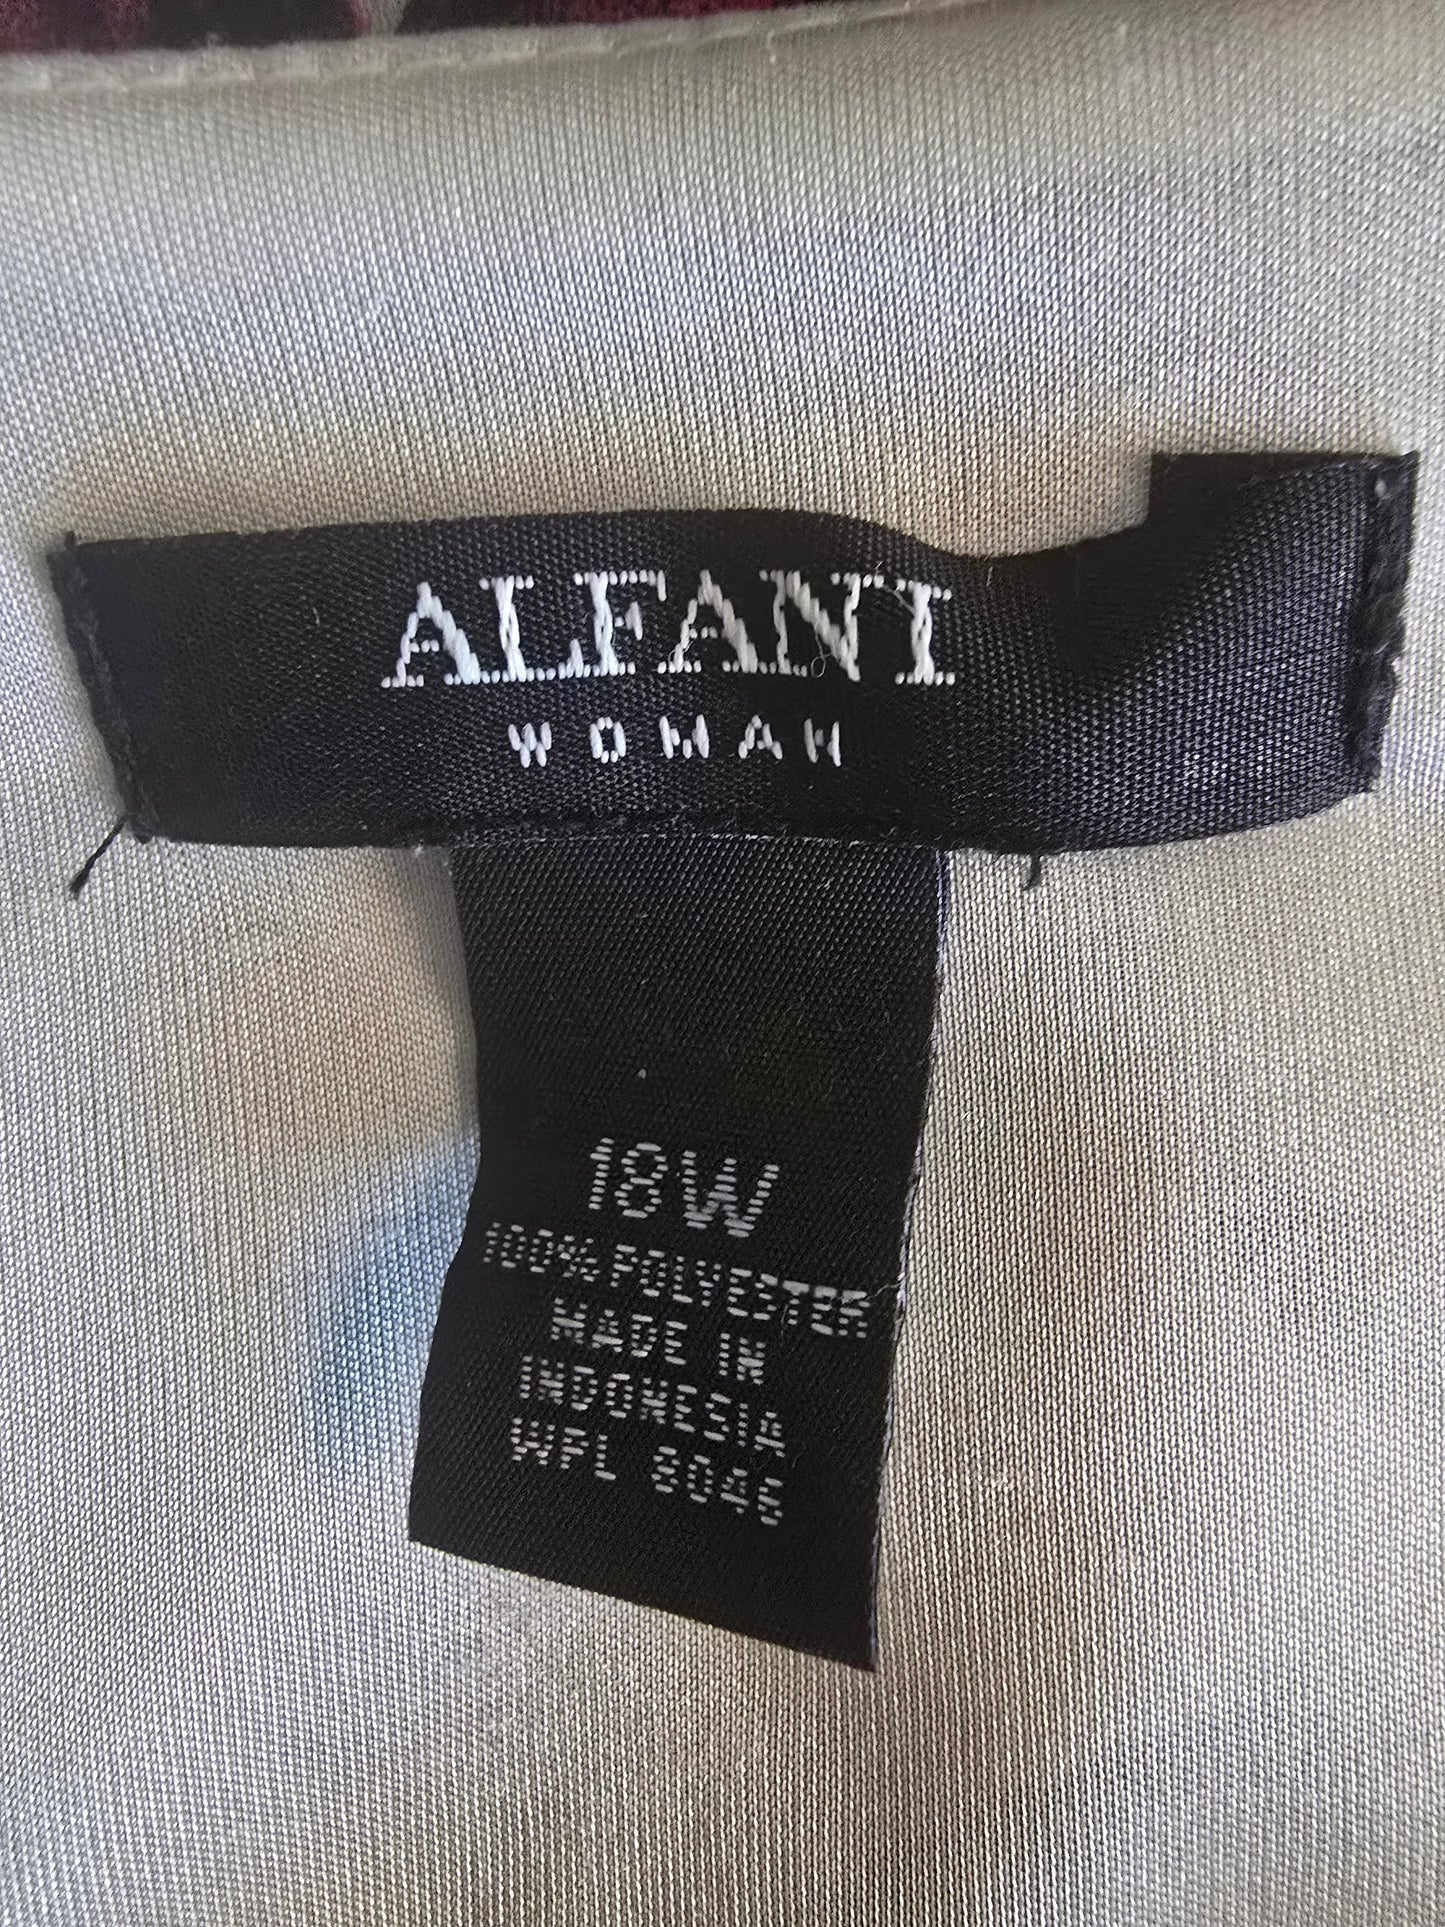 ALFANI
WOMAN
18W
100% POLYESTER
MADE IN
INDONESIA
WPL 8046